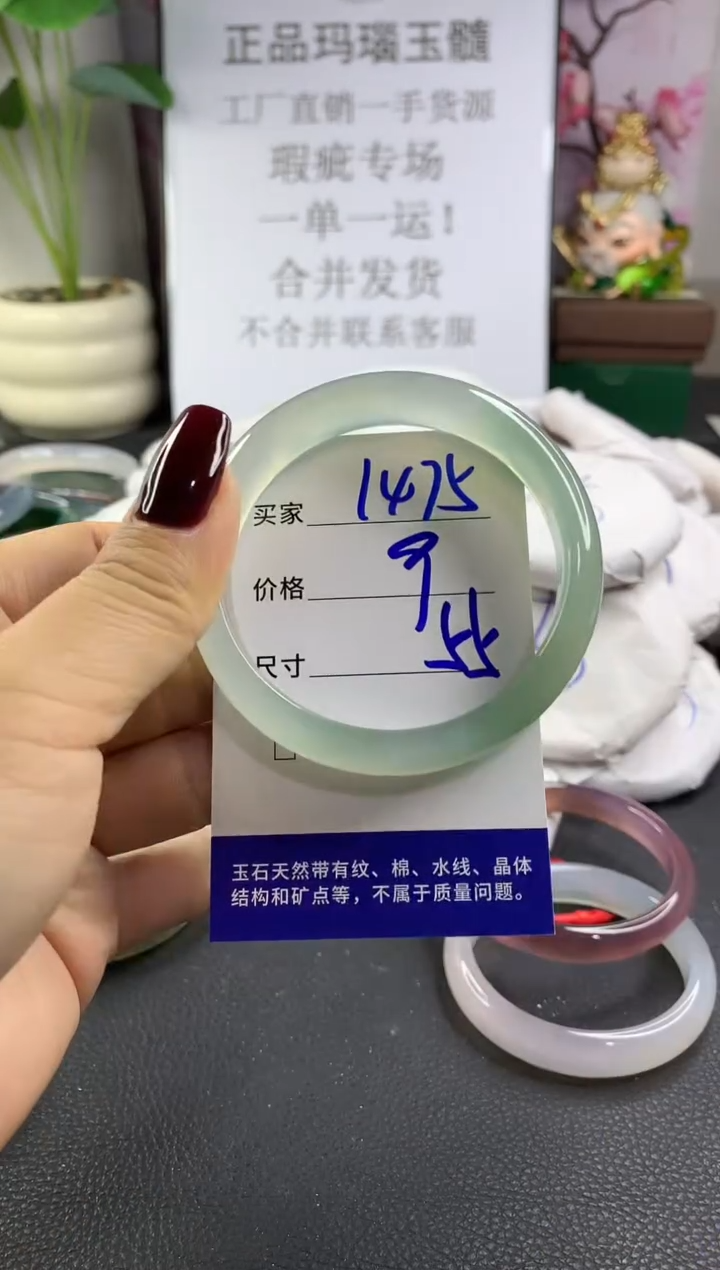 正品玛瑙玉髓
工厂直销一手货源
瑕疵专场
一单一运！
合并发货
不合并联系客服
买家 1475
价格 9
尺寸 55
玉石天然带有纹、棉、水线、晶体
结构和矿点等，不属于质量问题。